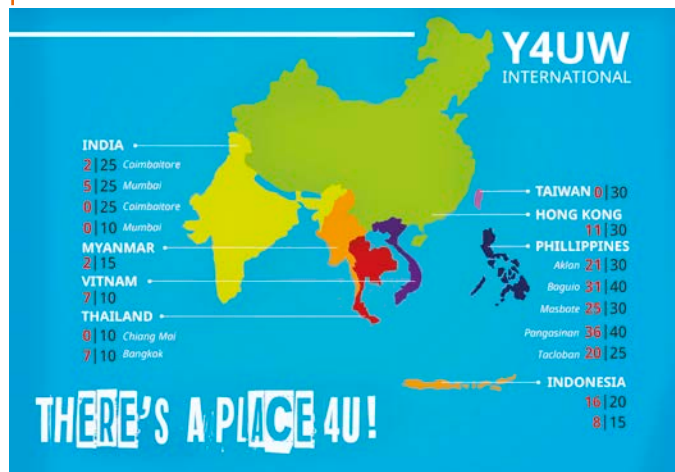 Y4UW
INTERNATIONAL
INDIA
2|25 Coimbaitore
5|25 Mumbai
0|25 Coimbaitore
0|10 Mumbai
MYANMAR
2|15
VITNAM
7|10
THAILAND
0|10 Chiang Mai
7|10 Bangkok
TAIWAN 0|30
HONG KONG
11|30
PHILLIPPINES
Aklan 21|30
Baguio 31|40
Masbate 25|30
Pangasinan 36|40
Tacloban 20|25
INDONESIA
16|20
8|15
THERE'S A PLACE 4U!